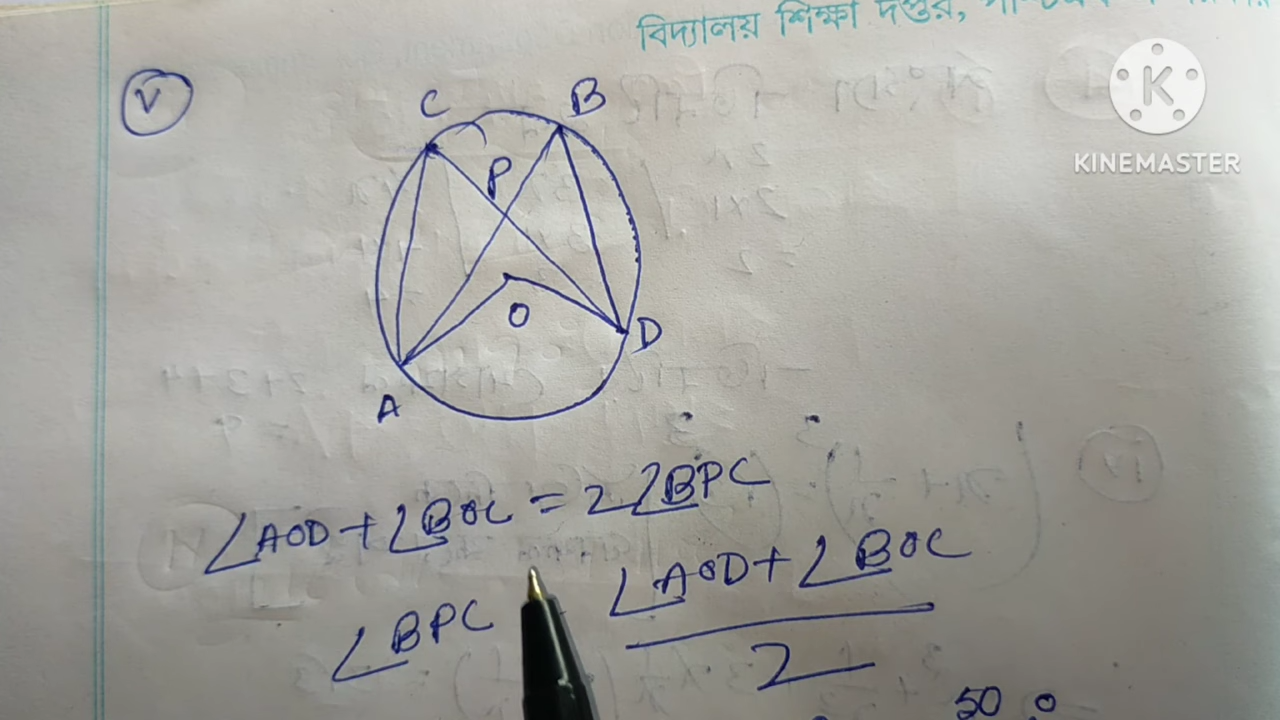 বিদ্যালয় শিক্ষা দপ্তর,
K
KINEMASTER
V
C B
P
O
D
A
∠AOD + ∠BOC = 2∠BPC
∠BPC ∠AOD + ∠BOC
2
50°